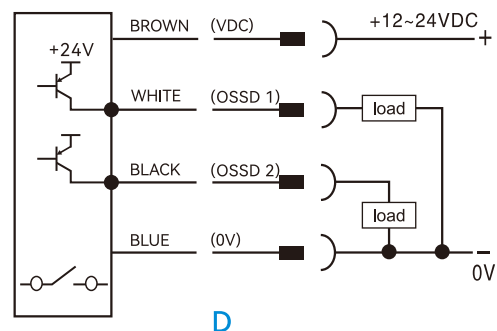 BROWN (VDC) +12~24VDC
+
+24V
WHITE (OSSD 1)
load
BLACK (OSSD 2)
load
BLUE (0V)
-
0V
D